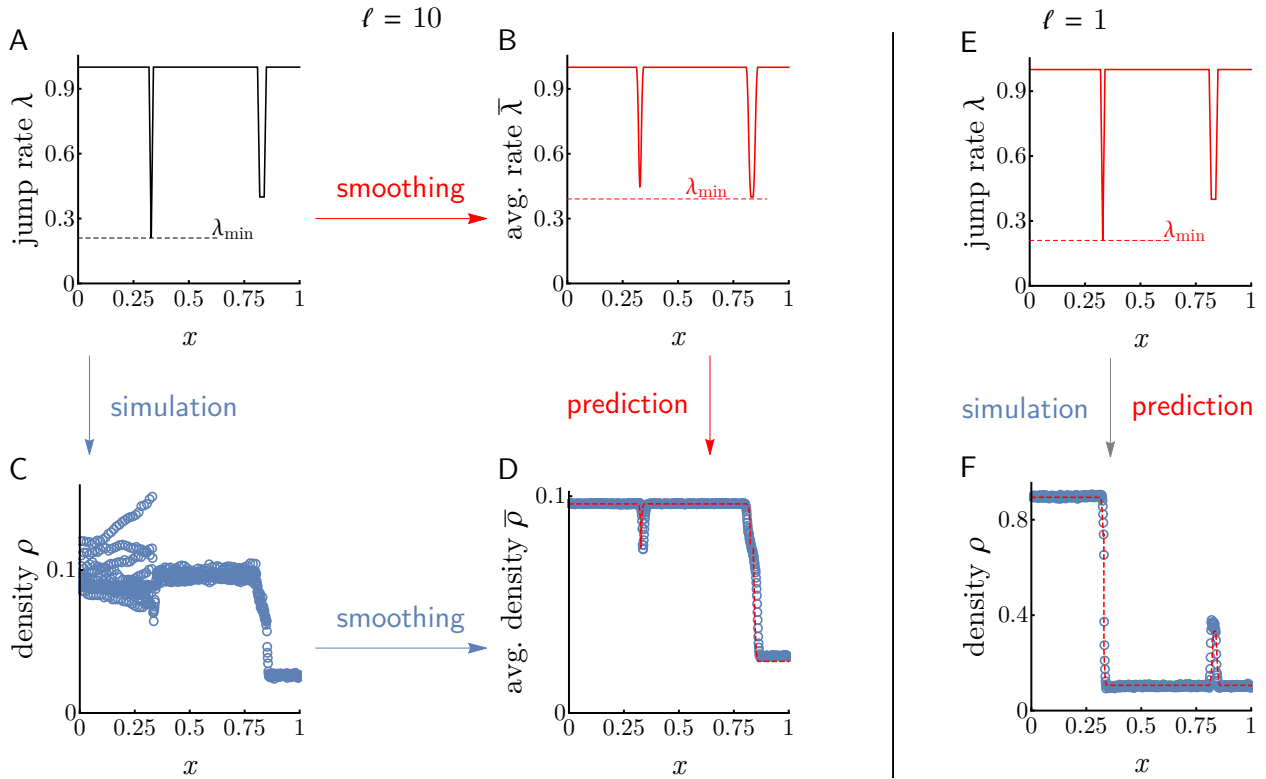 ℓ = 10
ℓ = 1
A
jump rate λ
0.9
0.6
0.3
0
λmin
0 0.25 0.5 0.75 1
x
smoothing
B
avg. rate λ̅
0.9
0.6
0.3
0
λmin
0 0.25 0.5 0.75 1
x
E
jump rate λ
0.9
0.6
0.3
0
λmin
0 0.25 0.5 0.75 1
x
simulation
prediction
simulation
prediction
C
density ρ
0.1
0
0 0.25 0.5 0.75 1
x
smoothing
D
avg. density ρ̅
0.1
0
0 0.25 0.5 0.75 1
x
F
density ρ
0.8
0.4
0
0 0.25 0.5 0.75 1
x